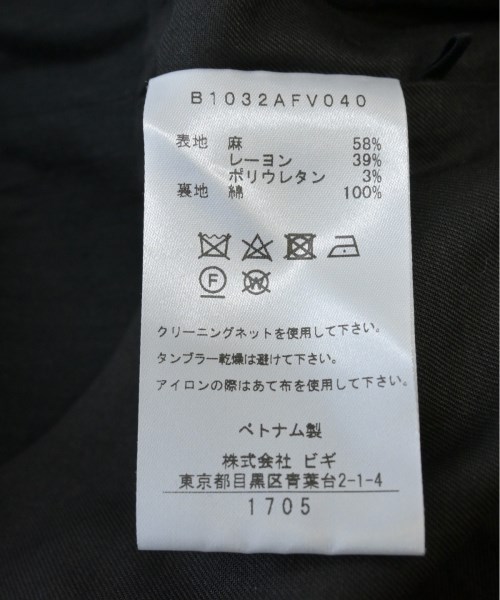 B1032AFV040
表地 麻 58%
レーヨン 39%
ポリウレタン 3%
裏地 綿 100%
F W
クリーニングネットを使用して下さい。
タンブラー乾燥は避けて下さい。
アイロンの際はあて布を使用して下さい。
ベトナム製
株式会社 ビギ
東京都目黒区青葉台2-1-4
1705